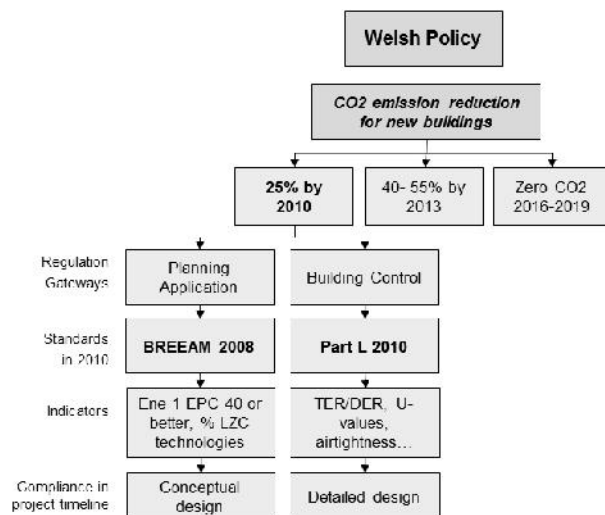 Welsh Policy
CO2 emission reduction
for new buildings
25% by
2010
40- 55% by
2013
Zero CO2
2016-2019
Regulation
Gateways
Planning
Application
Building Control
Standards
in 2010
BREEAM 2008
Part L 2010
Indicators
Ene 1 EPC 40 or
better, % LZC
technologies
TER/DER, U-
values,
airtightness...
Compliance in
project timeline
Conceptual
design
Detailed design